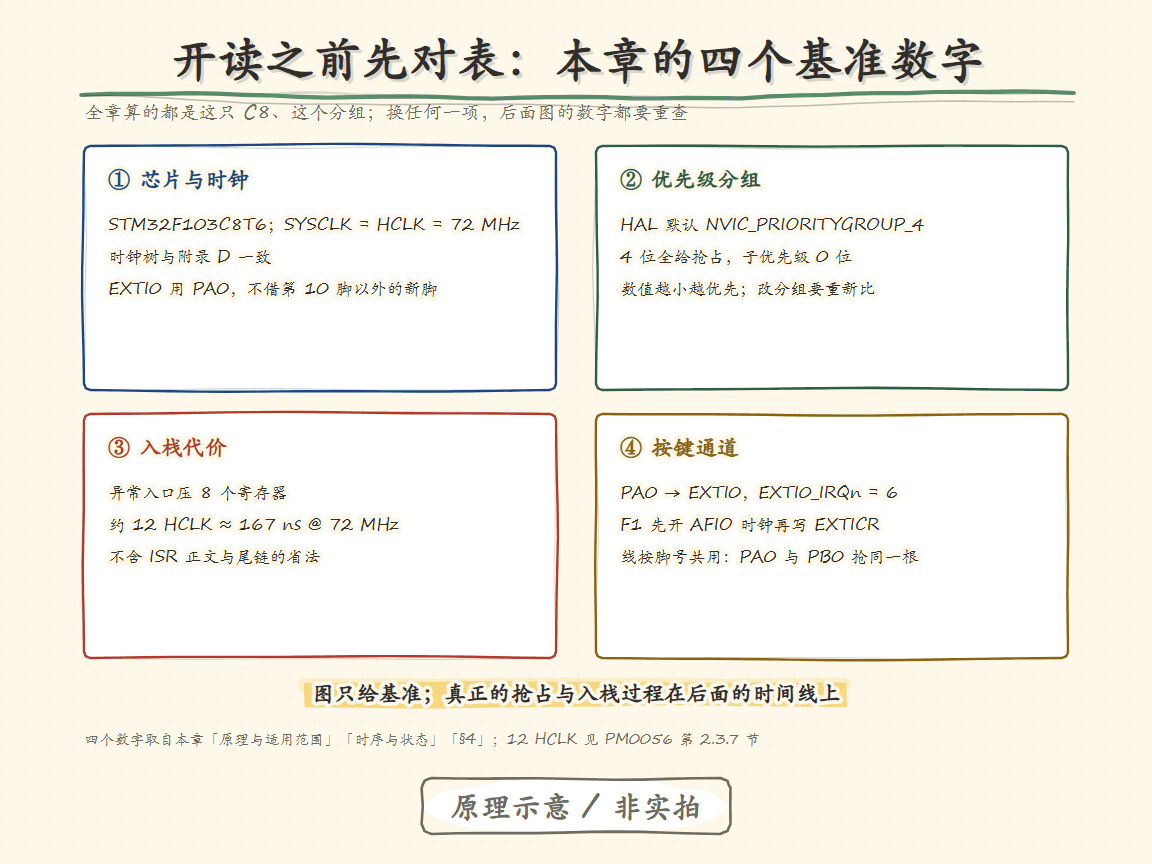 开读之前先对表：本章的四个基准数字
全章算的都是这只 C8、这个分组；换任何一项，后面图的数字都要重查
① 芯片与时钟
STM32F103C8T6；SYSCLK = HCLK = 72 MHz
时钟树与附录 D 一致
EXTI0 用 PA0，不借第 10 脚以外的新脚
② 优先级分组
HAL 默认 NVIC_PRIORITYGROUP_4
4 位全给抢占，子优先级 0 位
数值越小越优先；改分组要重新比
③ 入栈代价
异常入口压 8 个寄存器
约 12 HCLK ≈ 167 ns @ 72 MHz
不含 ISR 正文与尾链的省法
④ 按键通道
PA0 → EXTI0，EXTI0_IRQn = 6
F1 先开 AFIO 时钟再写 EXTICR
线按脚号共用：PA0 与 PB0 抢同一根
图只给基准；真正的抢占与入栈过程在后面的时间线上
四个数字取自本章「原理与适用范围」「时序与状态」「§4」；12 HCLK 见 PM0056 第 2.3.7 节
原理示意 / 非实拍